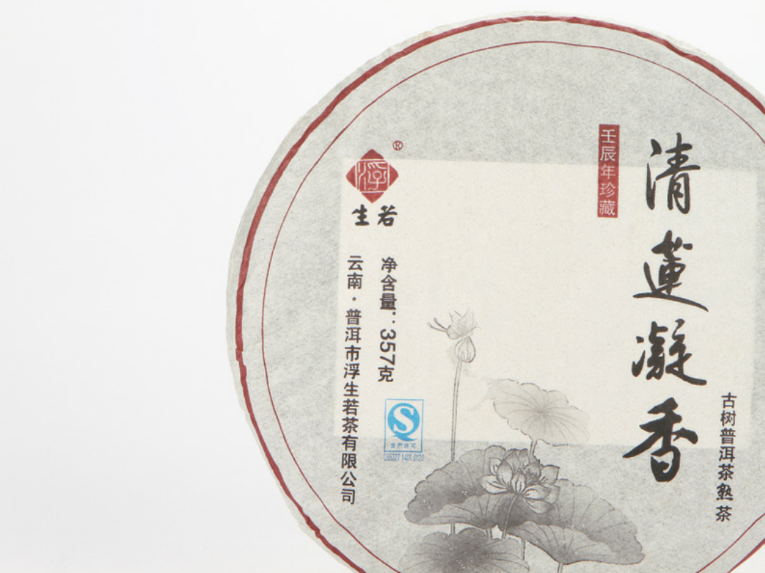 壬辰年珍藏
清蓮凝香
古树普洱茶熟茶
浮
®
生若
净含量：357克
云南·普洱市浮生若茶有限公司